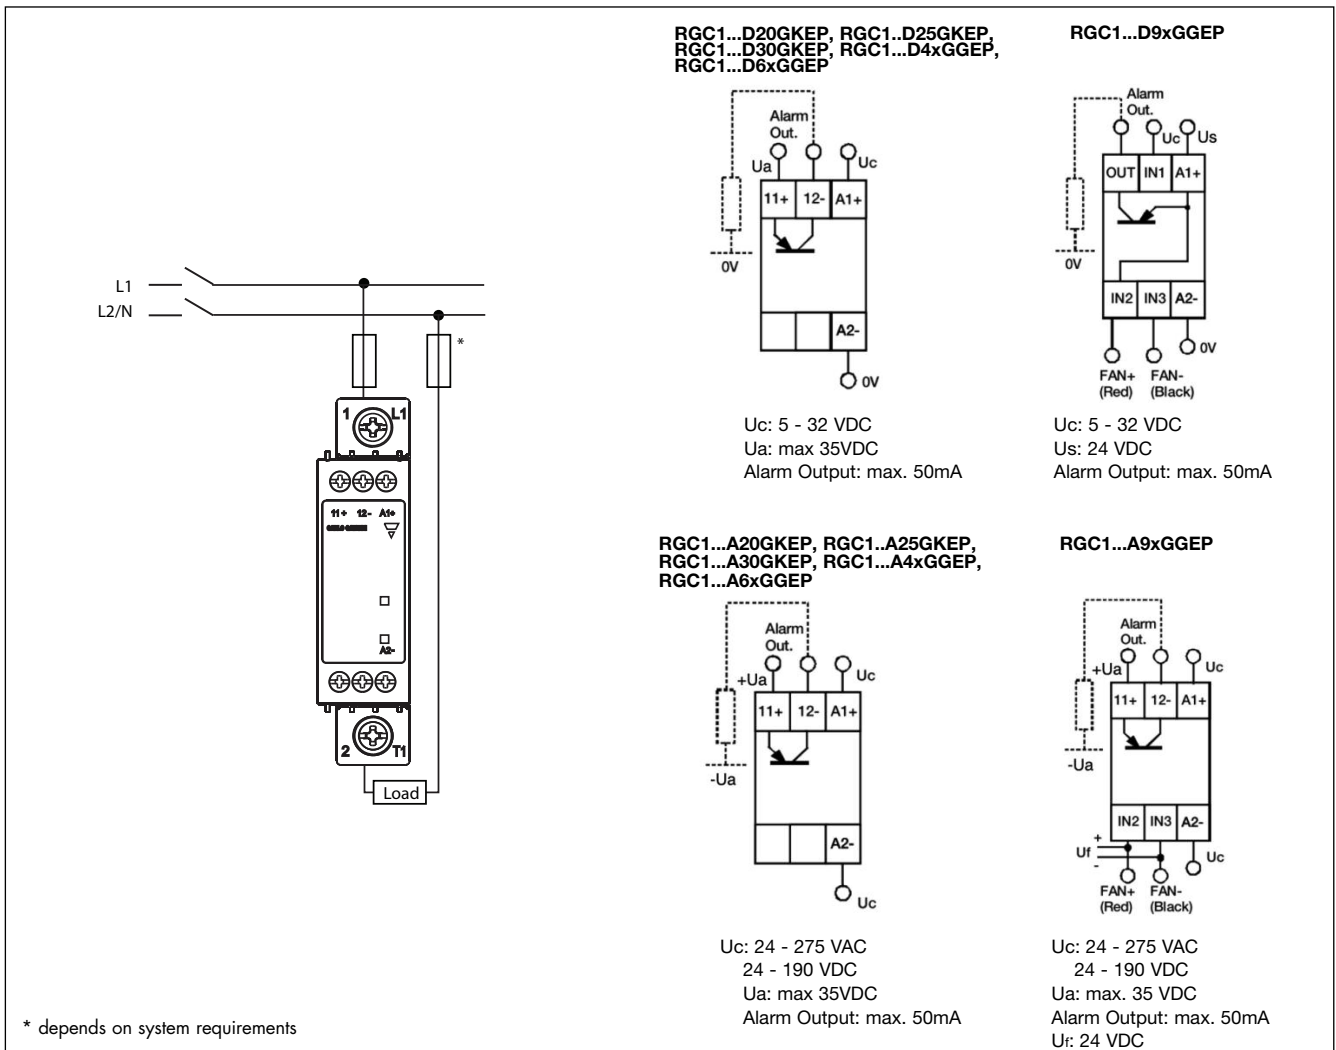 L1
L2/N
*
1
L1
11+ 12- A1+
A2-
2
T1
Load
* depends on system requirements
RGC1...D20GKEP, RGC1..D25GKEP,
RGC1...D30GKEP, RGC1...D4xGGEP,
RGC1...D6xGGEP
Alarm
Out.
Ua
Uc
11+ 12- A1+
0V
A2-
0V
Uc: 5 - 32 VDC
Ua: max 35VDC
Alarm Output: max. 50mA
RGC1...D9xGGEP
Alarm
Out.
Uc
Us
OUT IN1 A1+
0V
IN2 IN3 A2-
0V
FAN+ FAN-
(Red) (Black)
Uc: 5 - 32 VDC
Us: 24 VDC
Alarm Output: max. 50mA
RGC1...A20GKEP, RGC1..A25GKEP,
RGC1...A30GKEP, RGC1...A4xGGEP,
RGC1...A6xGGEP
Alarm
Out.
+Ua
Uc
11+ 12- A1+
-Ua
A2-
Uc
Uc: 24 - 275 VAC
24 - 190 VDC
Ua: max 35VDC
Alarm Output: max. 50mA
RGC1...A9xGGEP
Alarm
Out.
+Ua
Uc
11+ 12- A1+
-Ua
IN2 IN3 A2-
+
Uf
-
Uc
FAN+ FAN-
(Red) (Black)
Uc: 24 - 275 VAC
24 - 190 VDC
Ua: max. 35 VDC
Alarm Output: max. 50mA
Uf: 24 VDC